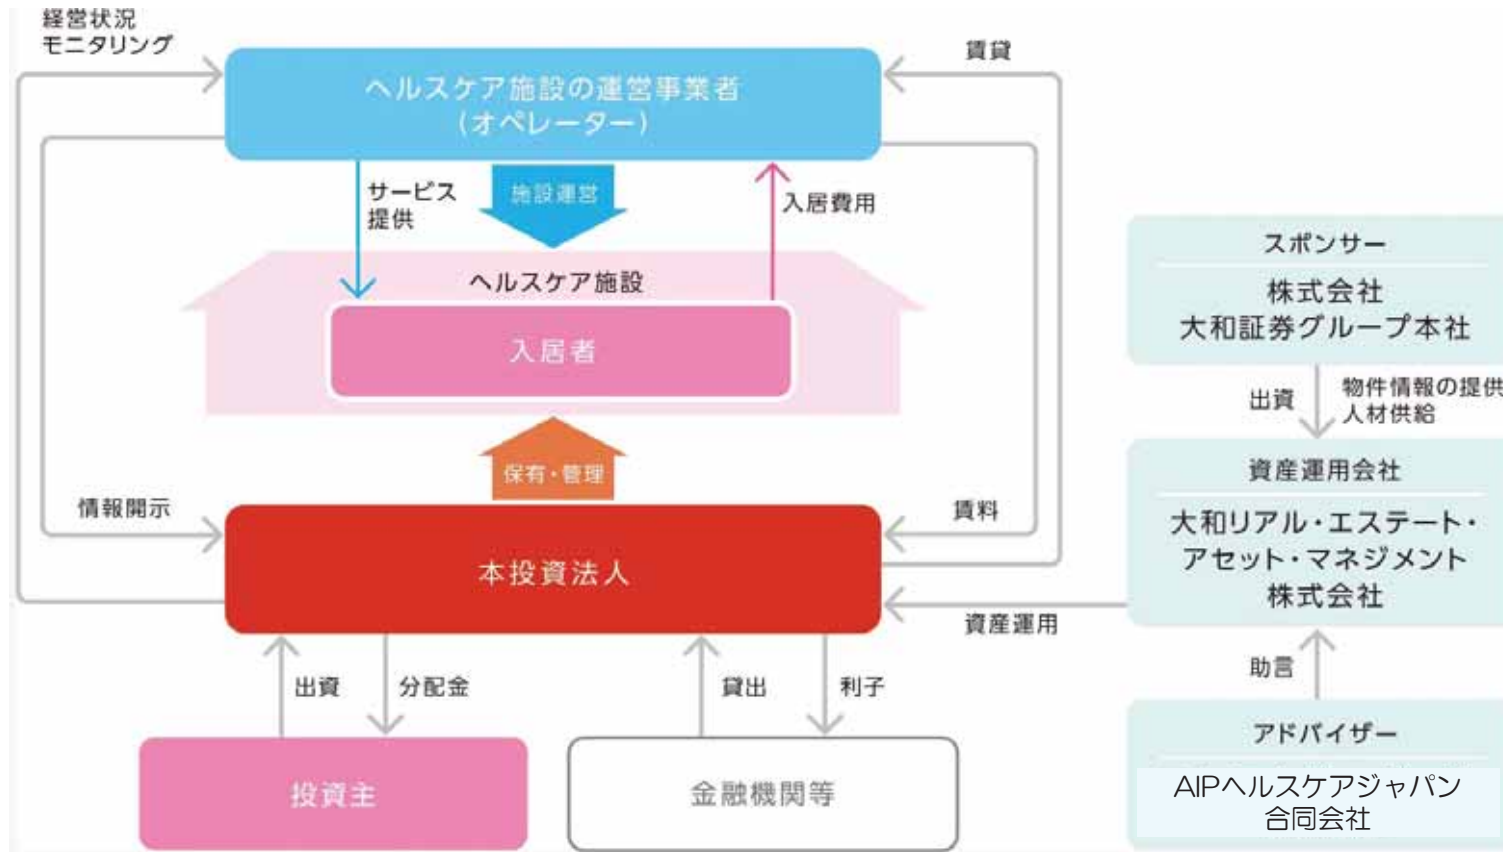 経営状況
モニタリング
賃貸
ヘルスケア施設の運営事業者
(オペレーター)
サービス
提供
施設運営
入居費用
ヘルスケア施設
入居者
保有・管理
情報開示
賃料
本投資法人
資産運用
出資
分配金
貸出
利子
投資主
金融機関等
スポンサー
株式会社
大和証券グループ本社
出資
物件情報の提供
人材供給
資産運用会社
大和リアル・エステート・
アセット・マネジメント
株式会社
助言
アドバイザー
AIPヘルスケアジャパン
合同会社